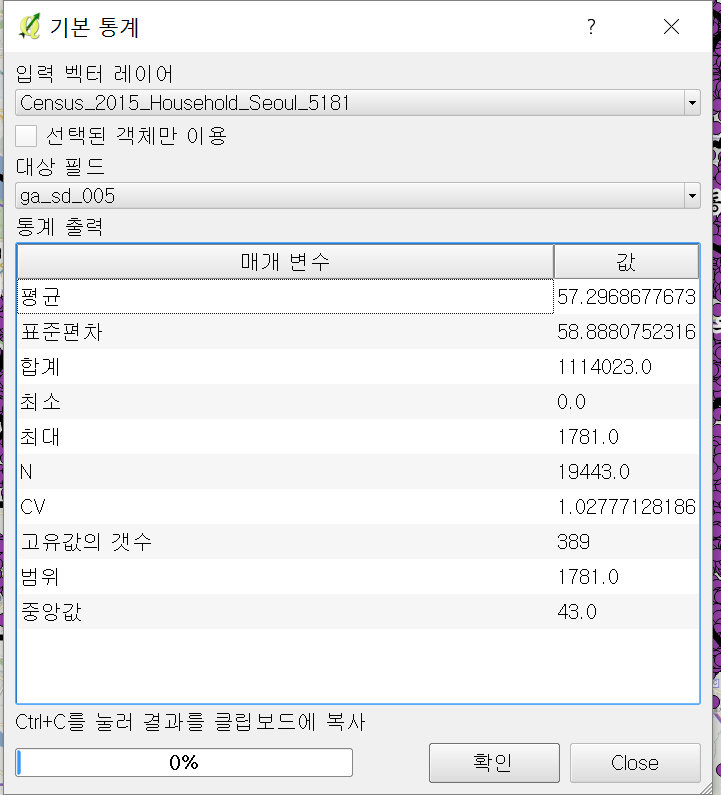 기본 통계
?
입력 벡터 레이어
Census_2015_Household_Seoul_5181
선택된 객체만 이용
대상 필드
ga_sd_005
통계 출력
매개 변수 값
평균 57.2968677673
표준편차 58.8880752316
합계 1114023.0
최소 0.0
최대 1781.0
N 19443.0
CV 1.02777128186
고유값의 갯수 389
범위 1781.0
중앙값 43.0
Ctrl+C를 눌러 결과를 클립보드에 복사
0% 확인 Close